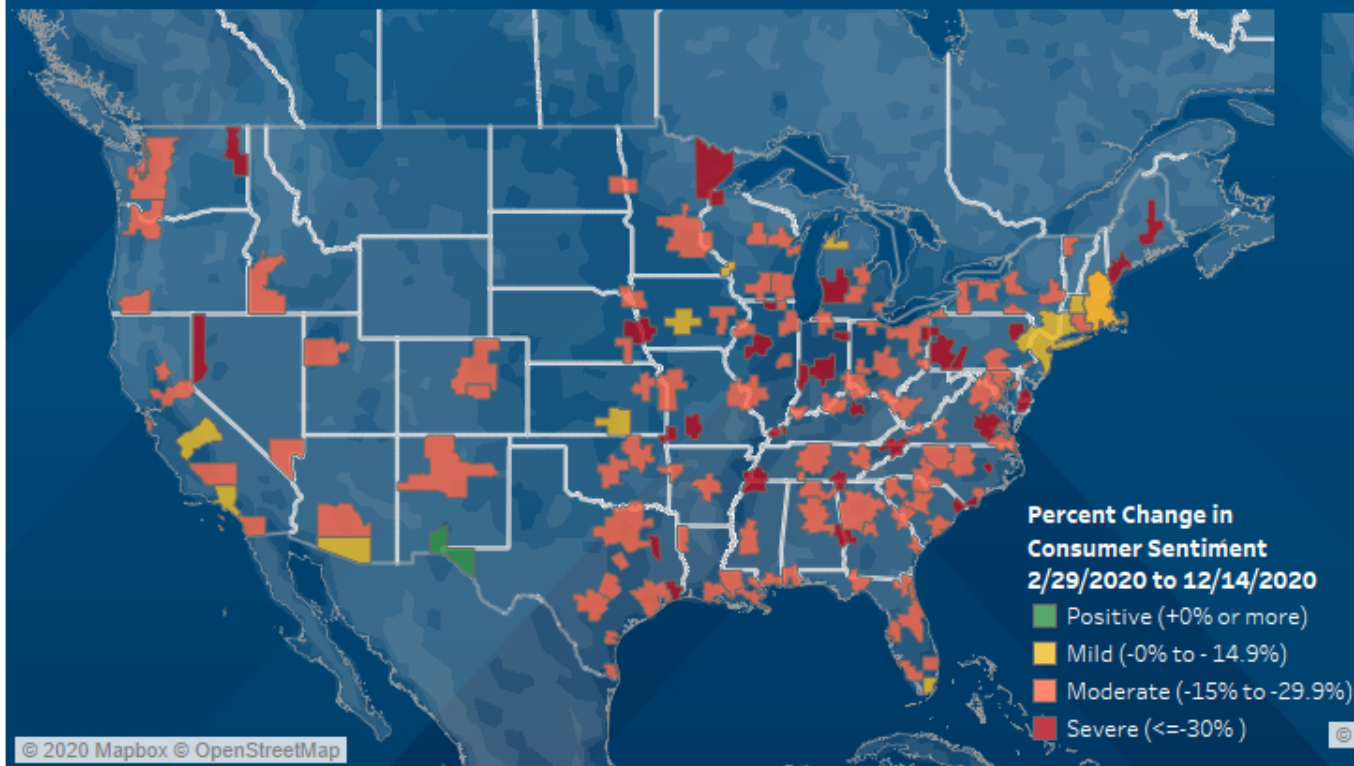 Percent Change in
Consumer Sentiment
2/29/2020 to 12/14/2020
Positive (+0% or more)
Mild (-0% to - 14.9%)
Moderate (-15% to -29.9%)
Severe (<=-30% )
© 2020 Mapbox © OpenStreetMap
©